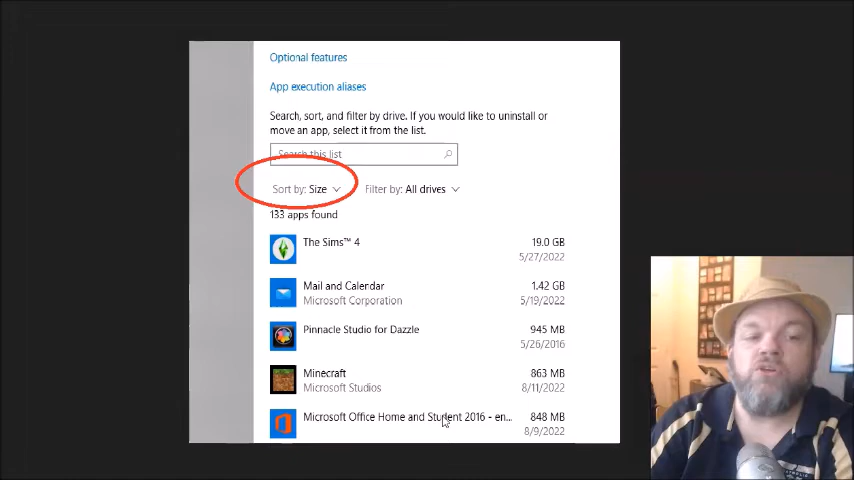 Optional features
App execution aliases
Search, sort, and filter by drive. If you would like to uninstall or
move an app, select it from the list.
Search this list
Sort by: Size Filter by: All drives
133 apps found
The Sims™ 4 19.0 GB
5/27/2022
Mail and Calendar 1.42 GB
Microsoft Corporation 5/19/2022
Pinnacle Studio for Dazzle 945 MB
5/26/2016
Minecraft 863 MB
Microsoft Studios 8/11/2022
Microsoft Office Home and Student 2016 - en... 848 MB
8/9/2022